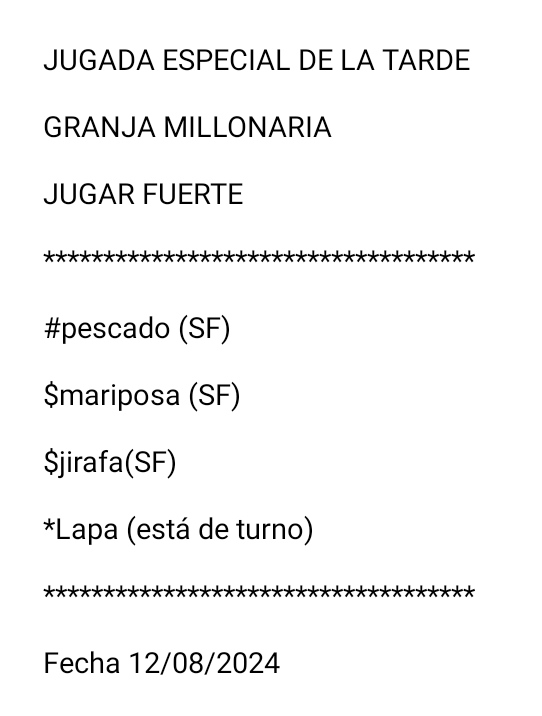 JUGADA ESPECIAL DE LA TARDE
GRANJA MILLONARIA
JUGAR FUERTE
************************************
#pescado (SF)
$mariposa (SF)
$jirafa(SF)
*Lapa (está de turno)
************************************
Fecha 12/08/2024